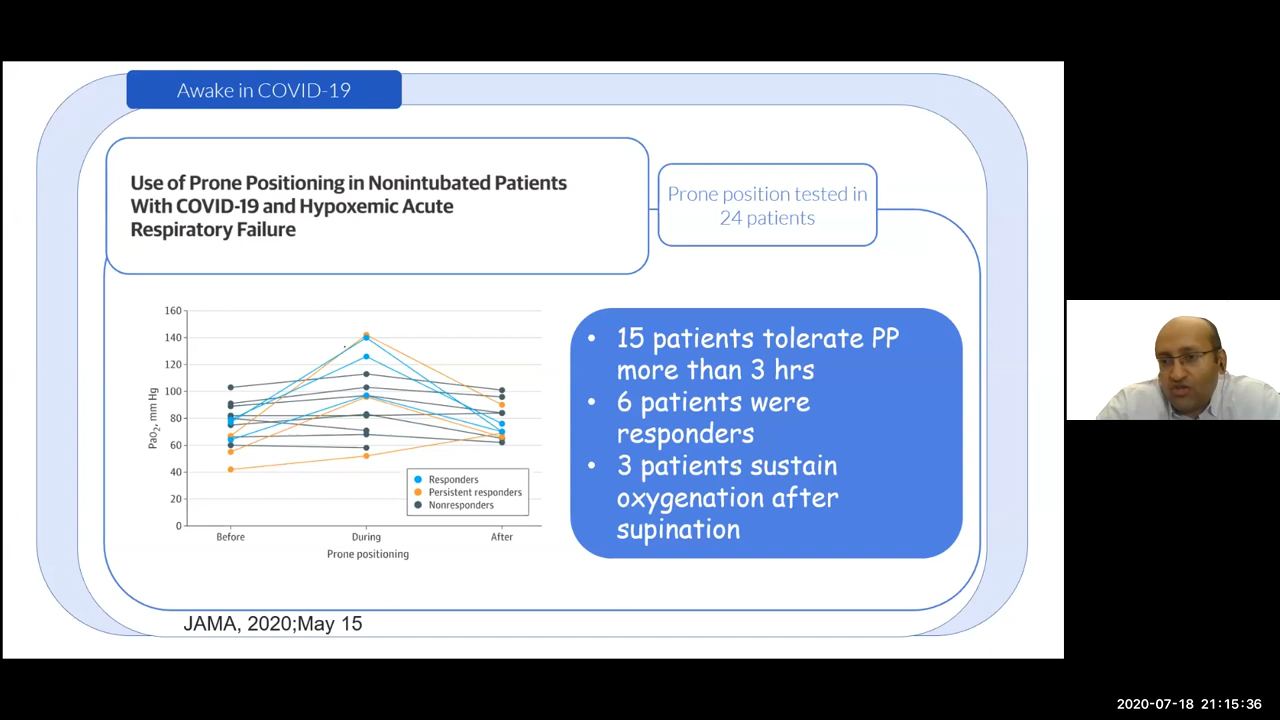 Awake in COVID-19
Use of Prone Positioning in Nonintubated Patients
With COVID-19 and Hypoxemic Acute
Respiratory Failure
Prone position tested in
24 patients
160
140
120
100
80
60
40
20
0
PaO₂, mm Hg
Before
During
After
Prone positioning
Responders
Persistent responders
Nonresponders
• 15 patients tolerate PP
more than 3 hrs
• 6 patients were
responders
• 3 patients sustain
oxygenation after
supination
JAMA, 2020;May 15
2020-07-18 21:15:36